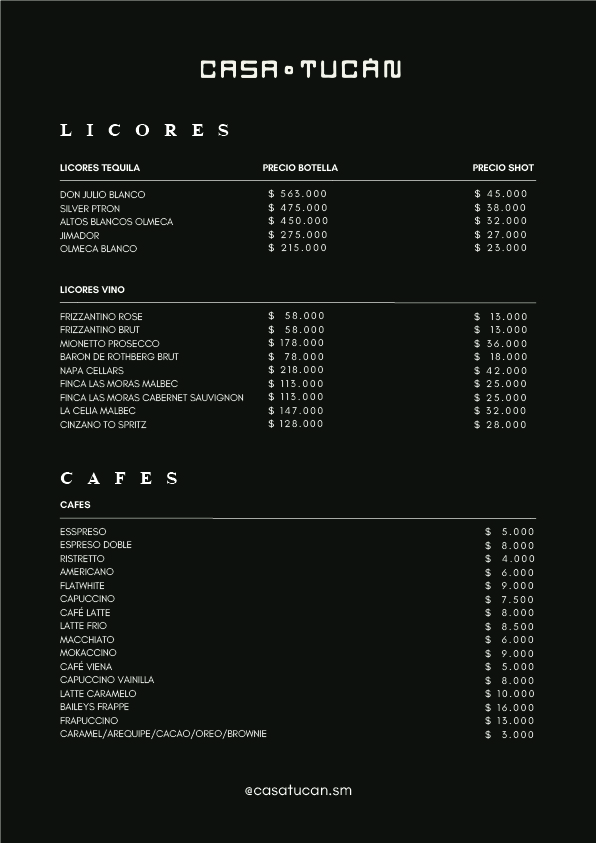 CASA TUCÁN
LICORES
LICORES TEQUILA PRECIO BOTELLA PRECIO SHOT
DON JULIO BLANCO $ 563.000 $ 45.000
SILVER PTRON $ 475.000 $ 38.000
ALTOS BLANCOS OLMECA $ 450.000 $ 32.000
JIMADOR $ 275.000 $ 27.000
OLMECA BLANCO $ 215.000 $ 23.000
LICORES VINO
FRIZZANTINO ROSE $ 58.000 $ 13.000
FRIZZANTINO BRUT $ 58.000 $ 13.000
MIONETTO PROSECCO $ 178.000 $ 36.000
BARON DE ROTHBERG BRUT $ 78.000 $ 18.000
NAPA CELLARS $ 218.000 $ 42.000
FINCA LAS MORAS MALBEC $ 113.000 $ 25.000
FINCA LAS MORAS CABERNET SAUVIGNON $ 113.000 $ 25.000
LA CELIA MALBEC $ 147.000 $ 32.000
CINZANO TO SPRITZ $ 128.000 $ 28.000
CAFES
CAFES
ESSPRESO $ 5.000
ESPRESO DOBLE $ 8.000
RISTRETTO $ 4.000
AMERICANO $ 6.000
FLATWHITE $ 9.000
CAPUCCINO $ 7.500
CAFÉ LATTE $ 8.000
LATTE FRIO $ 8.500
MACCHIATO $ 6.000
MOKACCINO $ 9.000
CAFÉ VIENA $ 5.000
CAPUCCINO VAINILLA $ 8.000
LATTE CARAMELO $ 10.000
BAILEYS FRAPPE $ 16.000
FRAPUCCINO $ 13.000
CARAMEL/AREQUIPE/CACAO/OREO/BROWNIE $ 3.000
@casatucan.sm